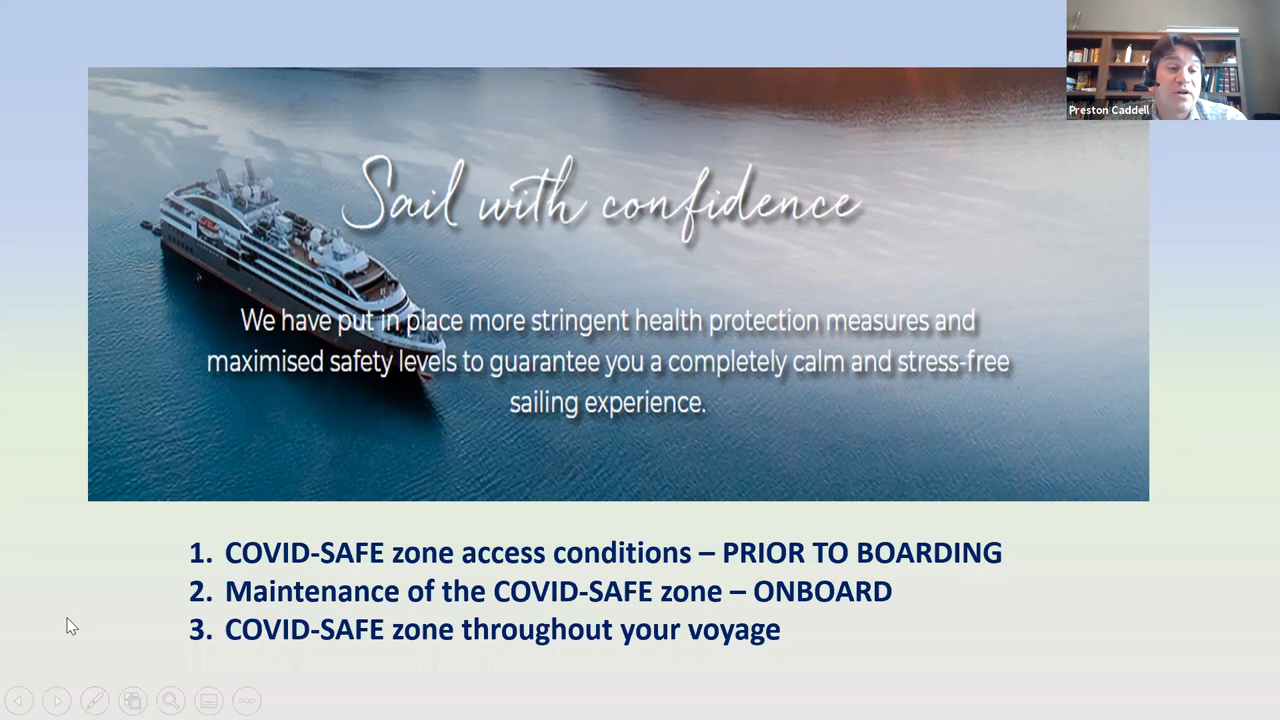 Preston Caddell
Sail with confidence
We have put in place more stringent health protection measures and
maximised safety levels to guarantee you a completely calm and stress-free
sailing experience.
1. COVID-SAFE zone access conditions – PRIOR TO BOARDING
2. Maintenance of the COVID-SAFE zone – ONBOARD
3. COVID-SAFE zone throughout your voyage